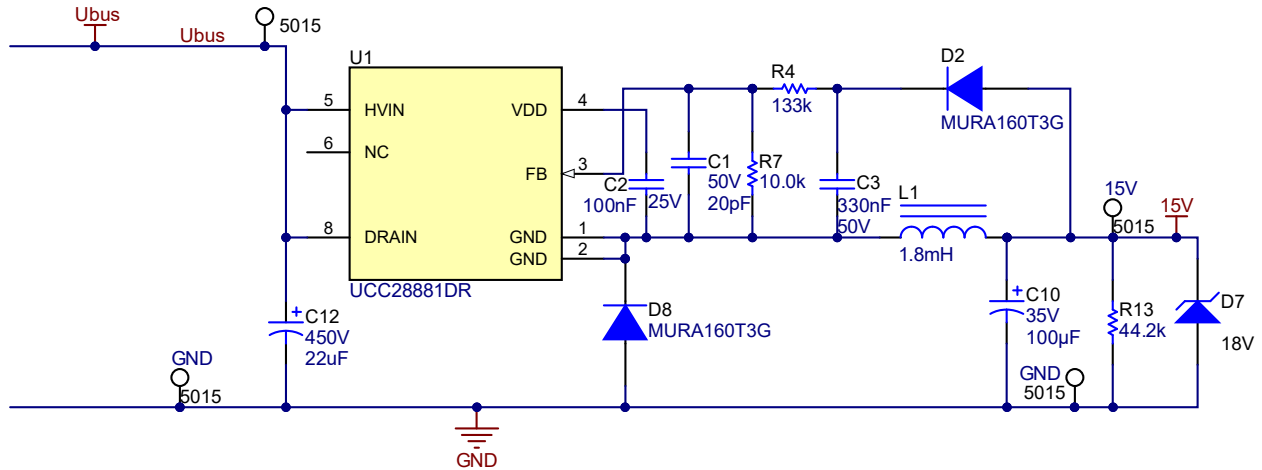 Ubus
Ubus
5015
U1
5
HVIN
VDD
4
6
NC
FB
3
8
DRAIN
GND
1
GND
2
UCC28881DR
C12
+
450V
22uF
GND
5015
GND
C2
100nF
25V
C1
50V
20pF
R7
10.0k
R4
133k
C3
330nF
50V
D2
MURA160T3G
L1
1.8mH
D8
MURA160T3G
15V
5015
15V
+
C10
35V
100µF
R13
44.2k
D7
18V
GND
5015